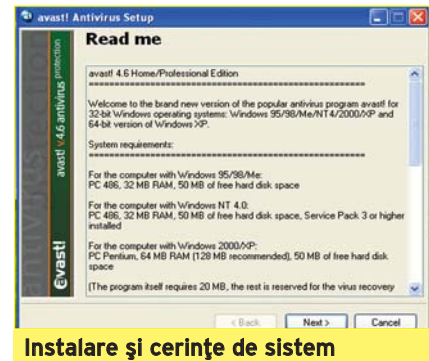 avast! Antivirus Setup
Read me
avast! 4.6 Home/Professional Edition
Welcome to the brand new version of the popular antivirus program avast! for
32-bit Windows operating systems: Windows 95/98/Me/NT4/2000/XP and
64-bit version of Windows XP.
System requirements:
For the computer with Windows 95/98/Me:
PC 486, 32 MB RAM, 50 MB of free hard disk space
For the computer with Windows NT 4.0:
PC 486, 32 MB RAM, 50 MB of free hard disk space, Service Pack 3 or higher
installed
For the computer with Windows 2000/XP:
PC Pentium, 64 MB RAM (128 MB recommended), 50 MB of free hard disk
space
(The program itself requires 20 MB, the rest is reserved for the virus recovery
avast! v.4.6 antivirus protection
antivirus
avast!
< Back
Next >
Cancel
Instalare şi cerinţe de sistem